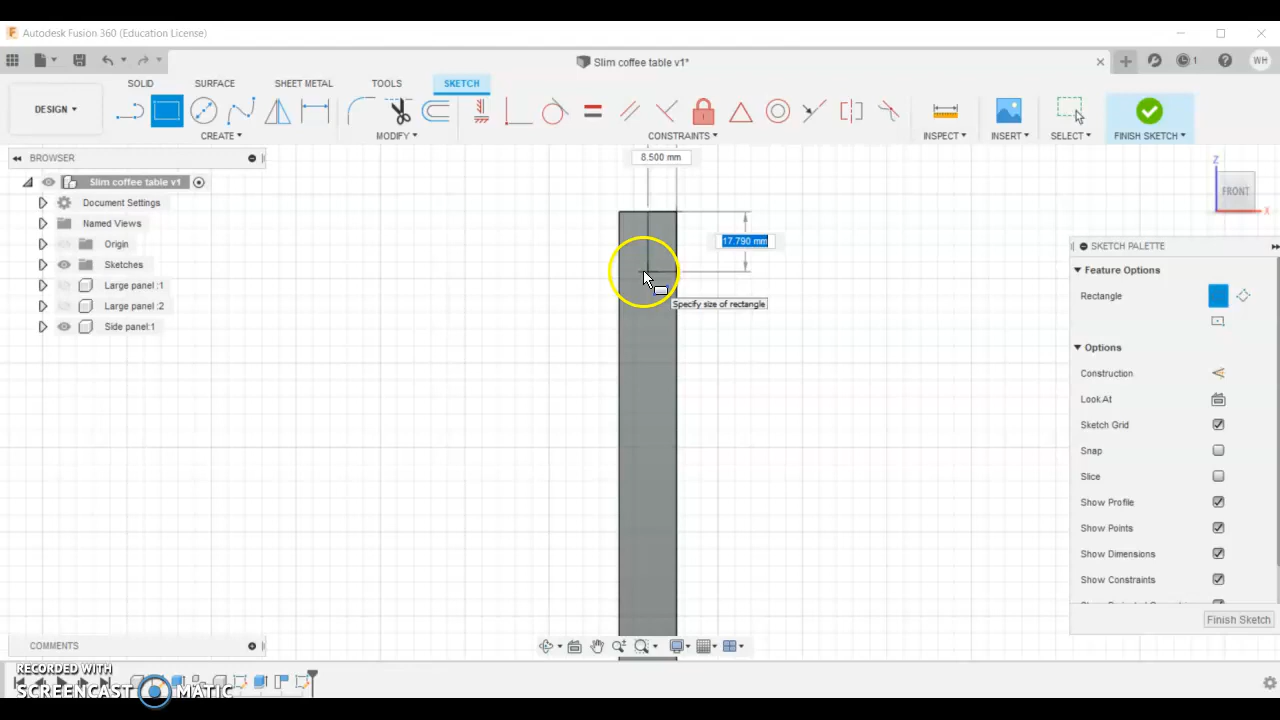 Autodesk Fusion 360 (Education License)
Slim coffee table v1*
1
WH
SOLID SURFACE SHEET METAL TOOLS SKETCH
DESIGN
CREATE MODIFY CONSTRAINTS INSPECT INSERT SELECT FINISH SKETCH
BROWSER
8.500 mm
Z
FRONT
X
Slim coffee table v1
Document Settings
Named Views
Origin
Sketches
Large panel :1
Large panel :2
Side panel:1
17.790 mm
Specify size of rectangle
SKETCH PALETTE
Feature Options
Rectangle
Options
Construction
Look At
Sketch Grid
Snap
Slice
Show Profile
Show Points
Show Dimensions
Show Constraints
Finish Sketch
COMMENTS
RECORDED WITH
SCREENCAST MATIC